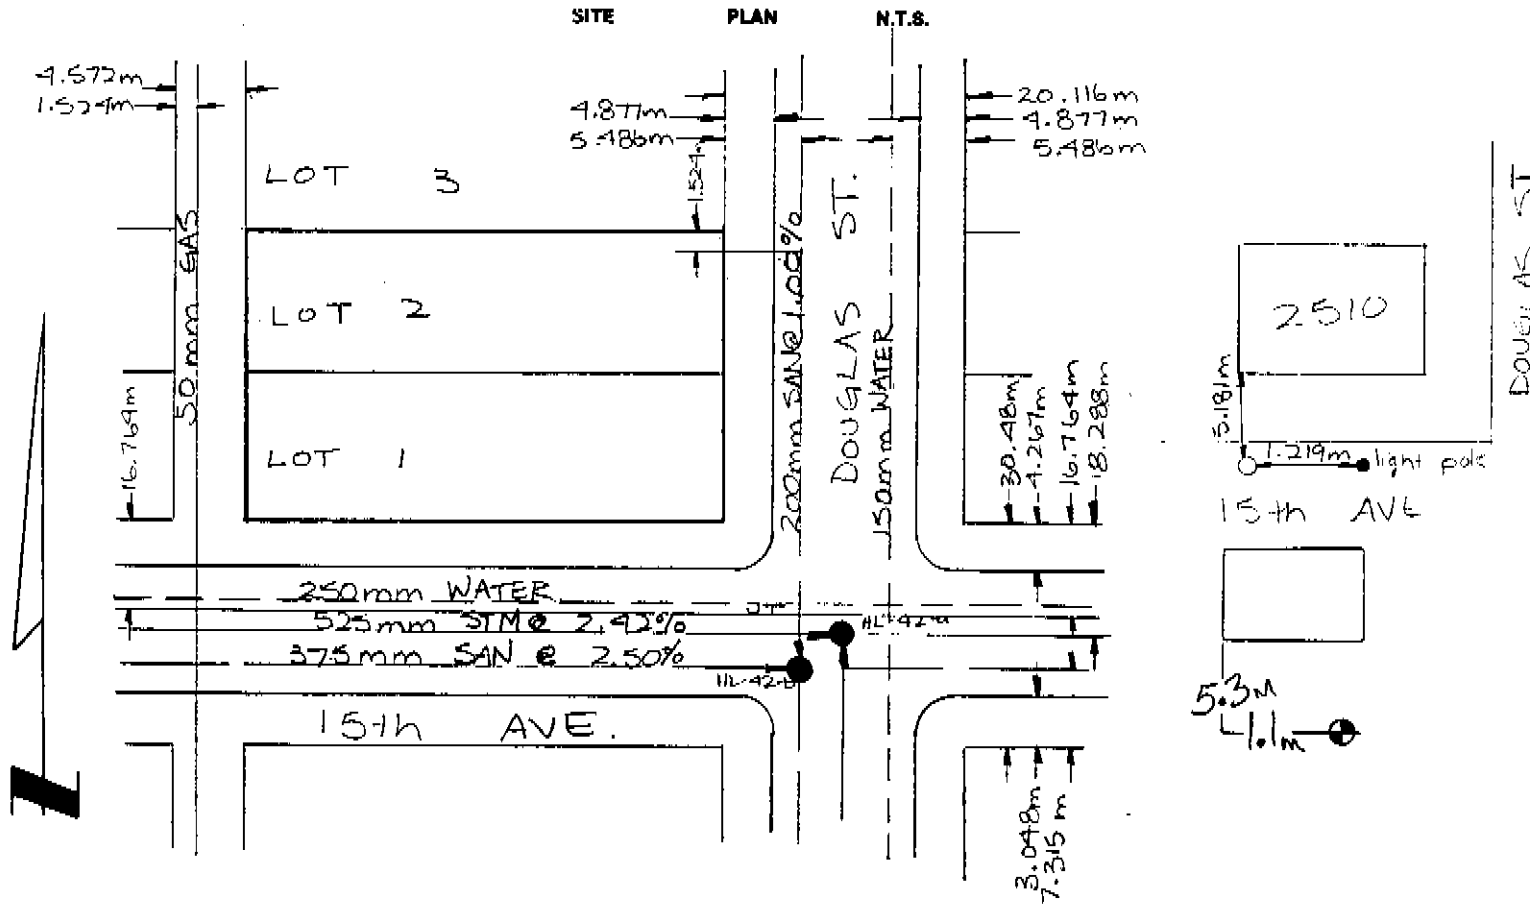 SITE PLAN N.T.S.
4.572m
1.524m
4.877m
5.486m
20.116m
4.877m
5.486m
1.524
LOT 3
LOT 2
LOT 1
50mm GAS
16.764m
200mm SAN@1.00%
DOUGLAS ST.
150mm WATER
30.48m
4.267m
16.764m
18.288m
250mm WATER
525mm STM@ 2.42%
375mm SAN @ 2.50%
15th AVE.
3.048m
7.315 m
DOUGLAS ST
2510
5.181m
1.219m
light pole
15th AVE
5.3M
1.1m